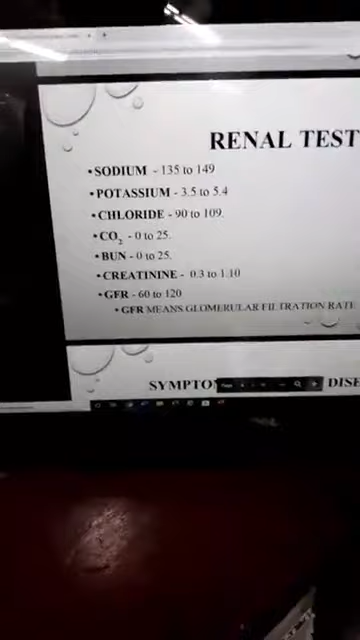 RENAL TEST
• SODIUM - 135 to 149
• POTASSIUM - 3.5 to 5.4
• CHLORIDE - 90 to 109.
• CO2 - 0 to 25.
• BUN - 0 to 25.
• CREATININE - 0.3 to 1.10
• GFR - 60 to 120
• GFR MEANS GLOMERULAR FILTRATION RATE
SYMPTO DISE